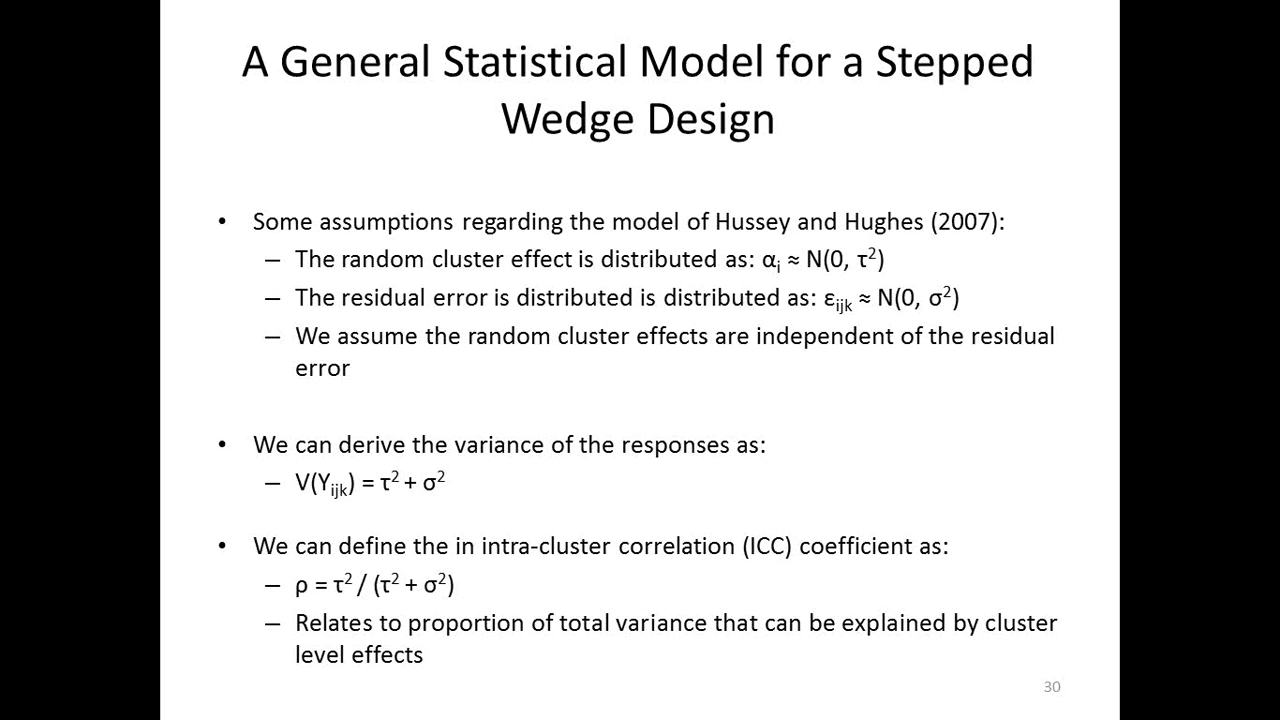 A General Statistical Model for a Stepped
Wedge Design
• Some assumptions regarding the model of Hussey and Hughes (2007):
– The random cluster effect is distributed as: αi ≈ N(0, τ²)
– The residual error is distributed is distributed as: εijk ≈ N(0, σ²)
– We assume the random cluster effects are independent of the residual
error
• We can derive the variance of the responses as:
– V(Yijk) = τ² + σ²
• We can define the in intra-cluster correlation (ICC) coefficient as:
– ρ = τ² / (τ² + σ²)
– Relates to proportion of total variance that can be explained by cluster
level effects
30